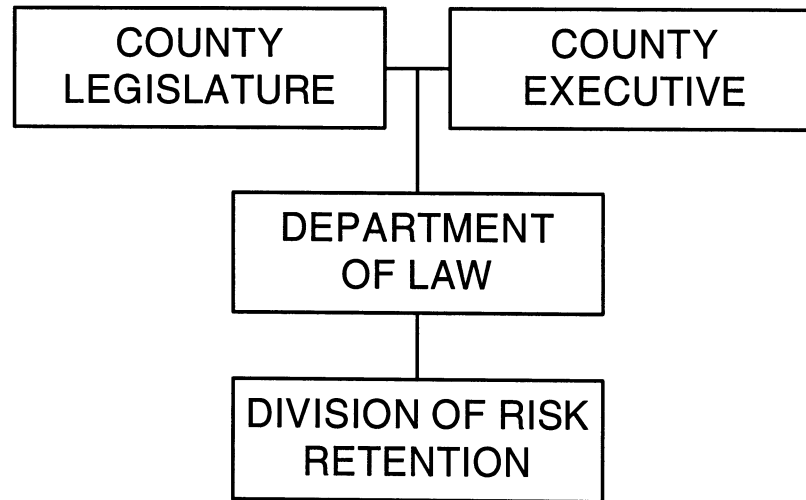 COUNTY
LEGISLATURE
COUNTY
EXECUTIVE
DEPARTMENT
OF LAW
DIVISION OF RISK
RETENTION